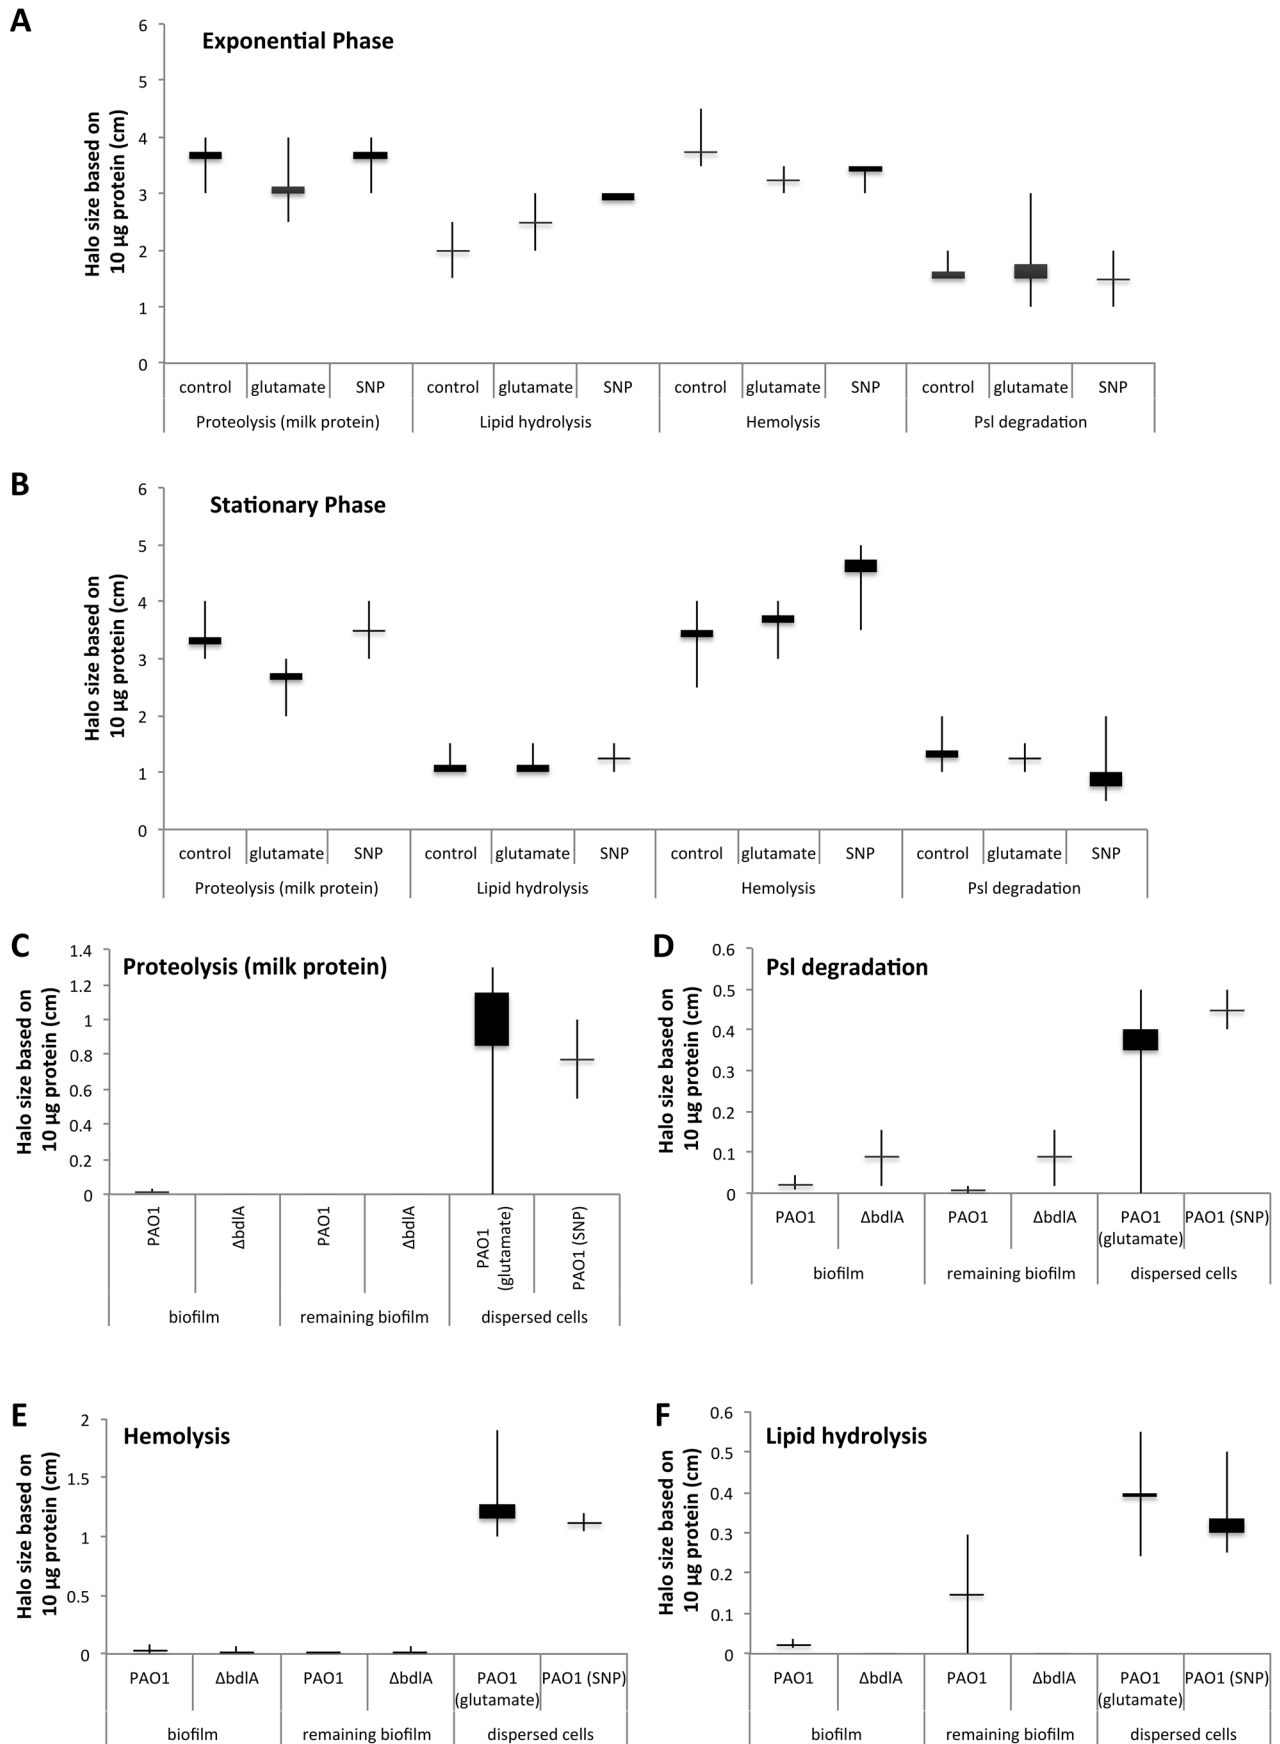 A
Exponential Phase
Halo size based on
10 µg protein (cm)
6
5
4
3
2
1
0
control glutamate SNP control glutamate SNP control glutamate SNP control glutamate SNP
Proteolysis (milk protein) Lipid hydrolysis Hemolysis Psl degradation
B
Stationary Phase
Halo size based on
10 µg protein (cm)
6
5
4
3
2
1
0
control glutamate SNP control glutamate SNP control glutamate SNP control glutamate SNP
Proteolysis (milk protein) Lipid hydrolysis Hemolysis Psl degradation
C
Proteolysis (milk protein)
Halo size based on
10 µg protein (cm)
1.4
1.2
1
0.8
0.6
0.4
0.2
0
PAO1
ΔbdlA
PAO1
ΔbdlA
PAO1
(glutamate)
PAO1 (SNP)
biofilm remaining biofilm dispersed cells
D
Psl degradation
Halo size based on
10 µg protein (cm)
0.6
0.5
0.4
0.3
0.2
0.1
0
PAO1 ΔbdlA PAO1 ΔbdlA PAO1 PAO1 (SNP)
(glutamate)
biofilm remaining biofilm dispersed cells
E
Hemolysis
Halo size based on
10 µg protein (cm)
2
1.5
1
0.5
0
PAO1 ΔbdlA PAO1 ΔbdlA PAO1 PAO1 (SNP)
(glutamate)
biofilm remaining biofilm dispersed cells
F
Lipid hydrolysis
Halo size based on
10 µg protein (cm)
0.6
0.5
0.4
0.3
0.2
0.1
0
PAO1 ΔbdlA PAO1 ΔbdlA PAO1 PAO1 (SNP)
(glutamate)
biofilm remaining biofilm dispersed cells